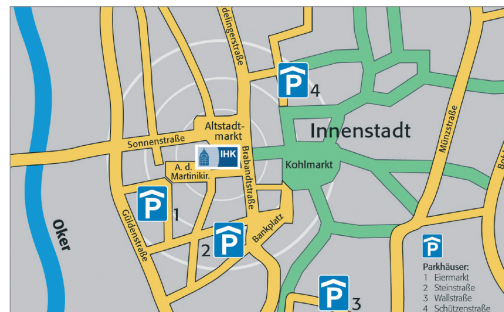 delingerstraße
4
Innenstadt
Altstadt-
markt
Sonnenstraße
IHK
A. d.
Martinikir.
Brabandtstraße
Kohlmarkt
Münzstraße
Güldenstraße
1
2
Bankplatz
Oker
3
Parkhäuser:
1 Eiermarkt
2 Steinstraße
3 Wallstraße
4 Schützenstraße